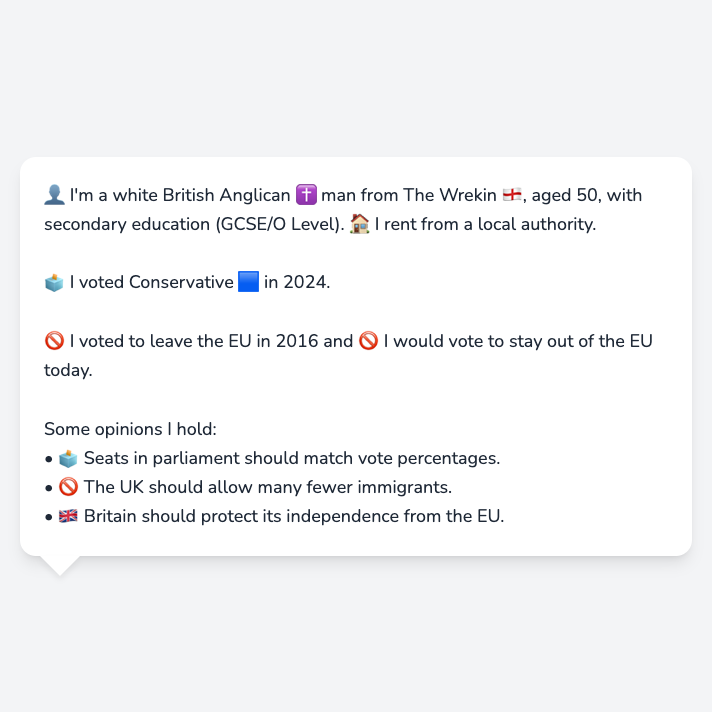 👤 I'm a white British Anglican ✝️ man from The Wrekin 🏴󠁧󠁢󠁥󠁮󠁧󠁿, aged 50, with
secondary education (GCSE/O Level). 🏠 I rent from a local authority.
🗳️ I voted Conservative 🟦 in 2024.
🚫 I voted to leave the EU in 2016 and 🚫 I would vote to stay out of the EU
today.
Some opinions I hold:
• 🗳️ Seats in parliament should match vote percentages.
• 🚫 The UK should allow many fewer immigrants.
• 🇬🇧 Britain should protect its independence from the EU.